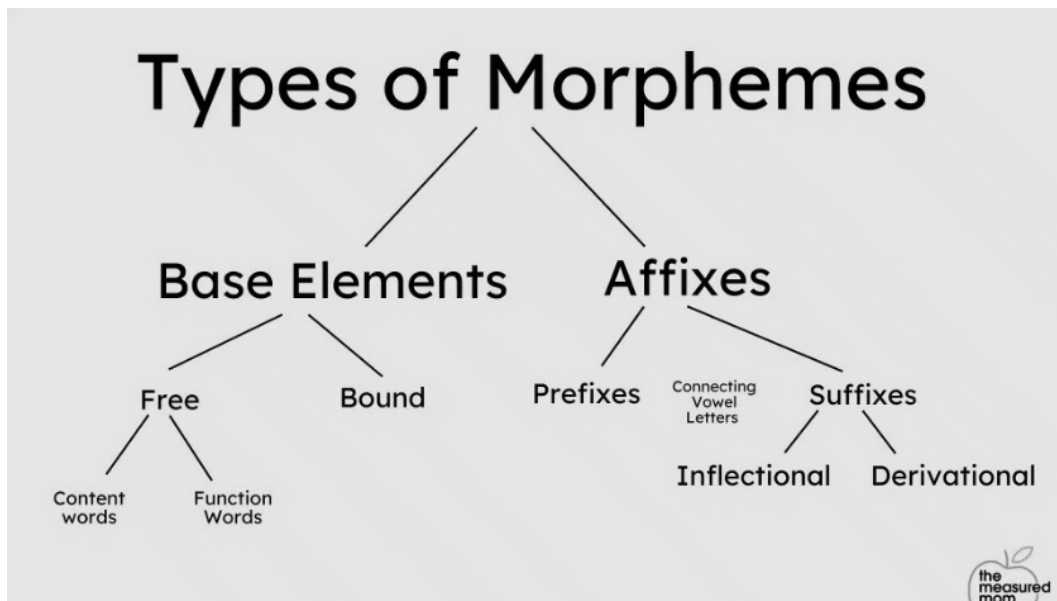 Types of Morphemes
Base Elements
Affixes
Free
Bound
Prefixes
Connecting
Vowel
Letters
Suffixes
Inflectional
Derivational
Content
words
Function
Words
the
measured
mom